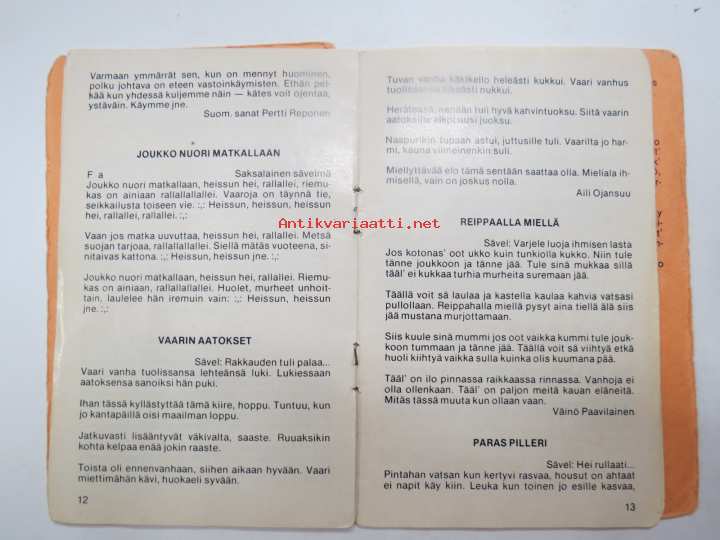 Varmaan ymmärrät sen, kun on mennyt huominen,
polku johtava on eteen vastoinkäymisten. Ethän pel-
kää kun yhdessä kuijemme näin — kätes voit ojentaa,
ystäväin. Käymme jne.
Suom. sanat Pertti Reponen
JOUKKO NUORI MATKALLAAN
F a Saksalainen sävelmä
Joukko nuori matkallaan, heissun hei, rallallei, riemu-
kas on ainiaan rallallallallei. Vaaroja on täynnä tie,
seikkailusta toiseen vie. :,: Heissun, heissun, heissun
hei, rallallei, rallallei. :,:
Vaan jos matka uuvuttaa, heissun hei, rallallei. Metsä
suojan tarjoaa, rallallallallei. Siellä mätäs vuoteena, si-
nitaivas kattona. :,: Heissun, heissun jne. :,:
Joukko nuori matkallaan, heissun hei, rallallei. Riemu-
kas on ainiaan, rallallallallei. Huolet, murheet unhoit-
tain, laulelee hän iremuin vain: :,: Heissun, heissun
jne. :,:
VAARIN AATOKSET
Sävel: Rakkauden tuli palaa...
Vaari vanha tuolissansa lehteänsä luki. Lukiessaan
aatoksensa sanoiksi hän puki.
Ihan tässä kyllästyttää tämä kiire, hoppu. Tuntuu, kun
jo kantapäillä oisi maailman loppu.
Jatkuvasti lisääntyvät väkivalta, saaste. Ruuaksikin
kohta kelpaa enää jokin raaste.
Toista oli ennenvanhaan, siihen aikaan hyvään. Vaari
miettimähän kävi, huokaeli syvään.
12
Tuvan vanha käkikello heleästi kukkui. Vaari vanhus
tuolissansa sikeästi nukkui.
Herätessä, nenään tuli hyvä kahvintuoksu. Siitä vaarin
aatoksille alkoi uusi juoksu.
Naapurikin tupaan astui, juttusille tuli. Vaarilta jo har-
mi, kauna viimeinenkin suli.
Miellyttävää elo tämä sentään saattaa olla. Mieliala ih-
misellä, vain on joskus nolla.
Aili Ojansuu
Antikvariaatti.net
REIPPAALLA MIELLÄ
Sävel: Varjele luoja ihmisen lasta
Jos kotonas' oot ukko kuin tunkiolla kukko. Niin tule
tänne joukkoon ja tänne jää. Tule sinä mukkaa sillä
tääl' ei kukkaa turhia murheita suremaan jää.
Täällä voit sä laulaa ja kastella kaulaa kahvia vatsasi
pullollaan. Reippahalla miellä pysyt aina tiellä älä siis
jää mustana murjottamaan.
Siis kuule sinä mummi jos oot vaikka kummi tule jouk-
koon tummaan ja tänne jää. Täällä voit sä viihtyä etkä
huoli kiihtyä vaikka sulla kuinka olis kuumana pää.
Tääl' on ilo pinnassa raikkaassa rinnassa. Vanhoja ei
olla ollenkaan. Tääl' on paljon meitä kauan eläneitä.
Mitäs tässä muuta kun ollaan vaan.
Väinö Paavilainen
PARAS PILLERI
Sävel: Hei rullaati...
Pintahan vatsan kun kertyvi rasvaa, housut on ahtaat
ei napit käy kiin. Leuka kun toinen jo esille kasvaa,
13